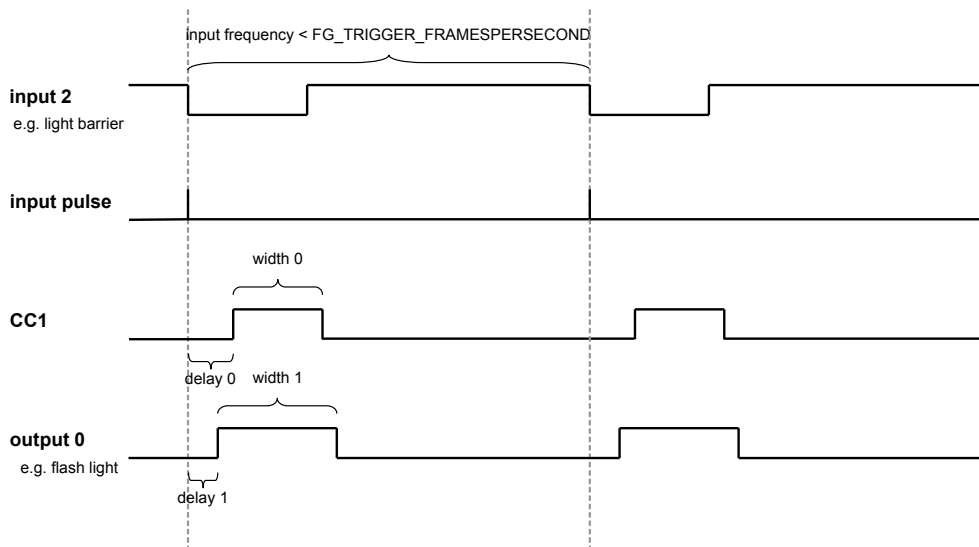 input frequency < FG_TRIGGER_FRAMESPERSECOND
input 2
e.g. light barrier
input pulse
width 0
CC1
delay 0
width 1
output 0
e.g. flash light
delay 1